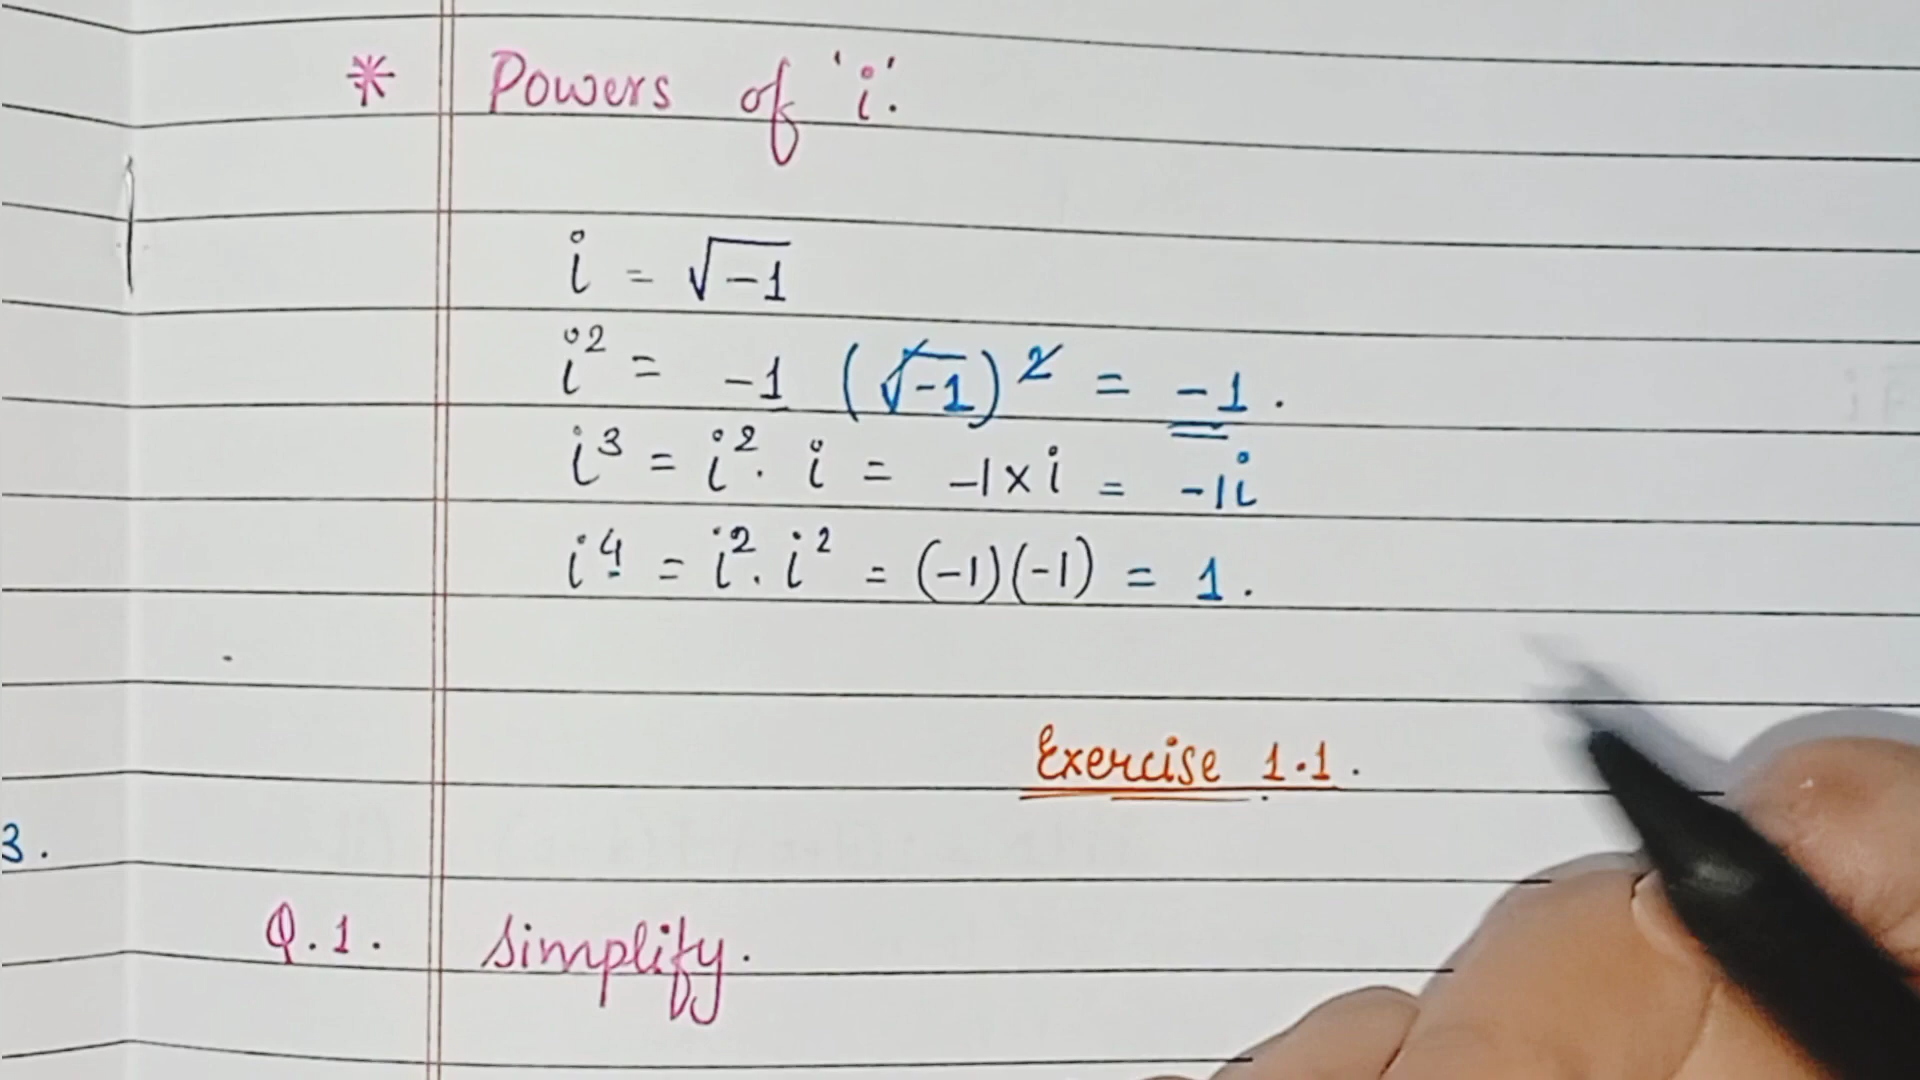 * Powers of 'i'.
i = √-1
i² = -1 (√-1)² = -1.
i³ = i². i = -1×i = -1i
i⁴ = i². i² = (-1)(-1) = 1.
Exercise 1.1.
3.
Q.1. simplify.